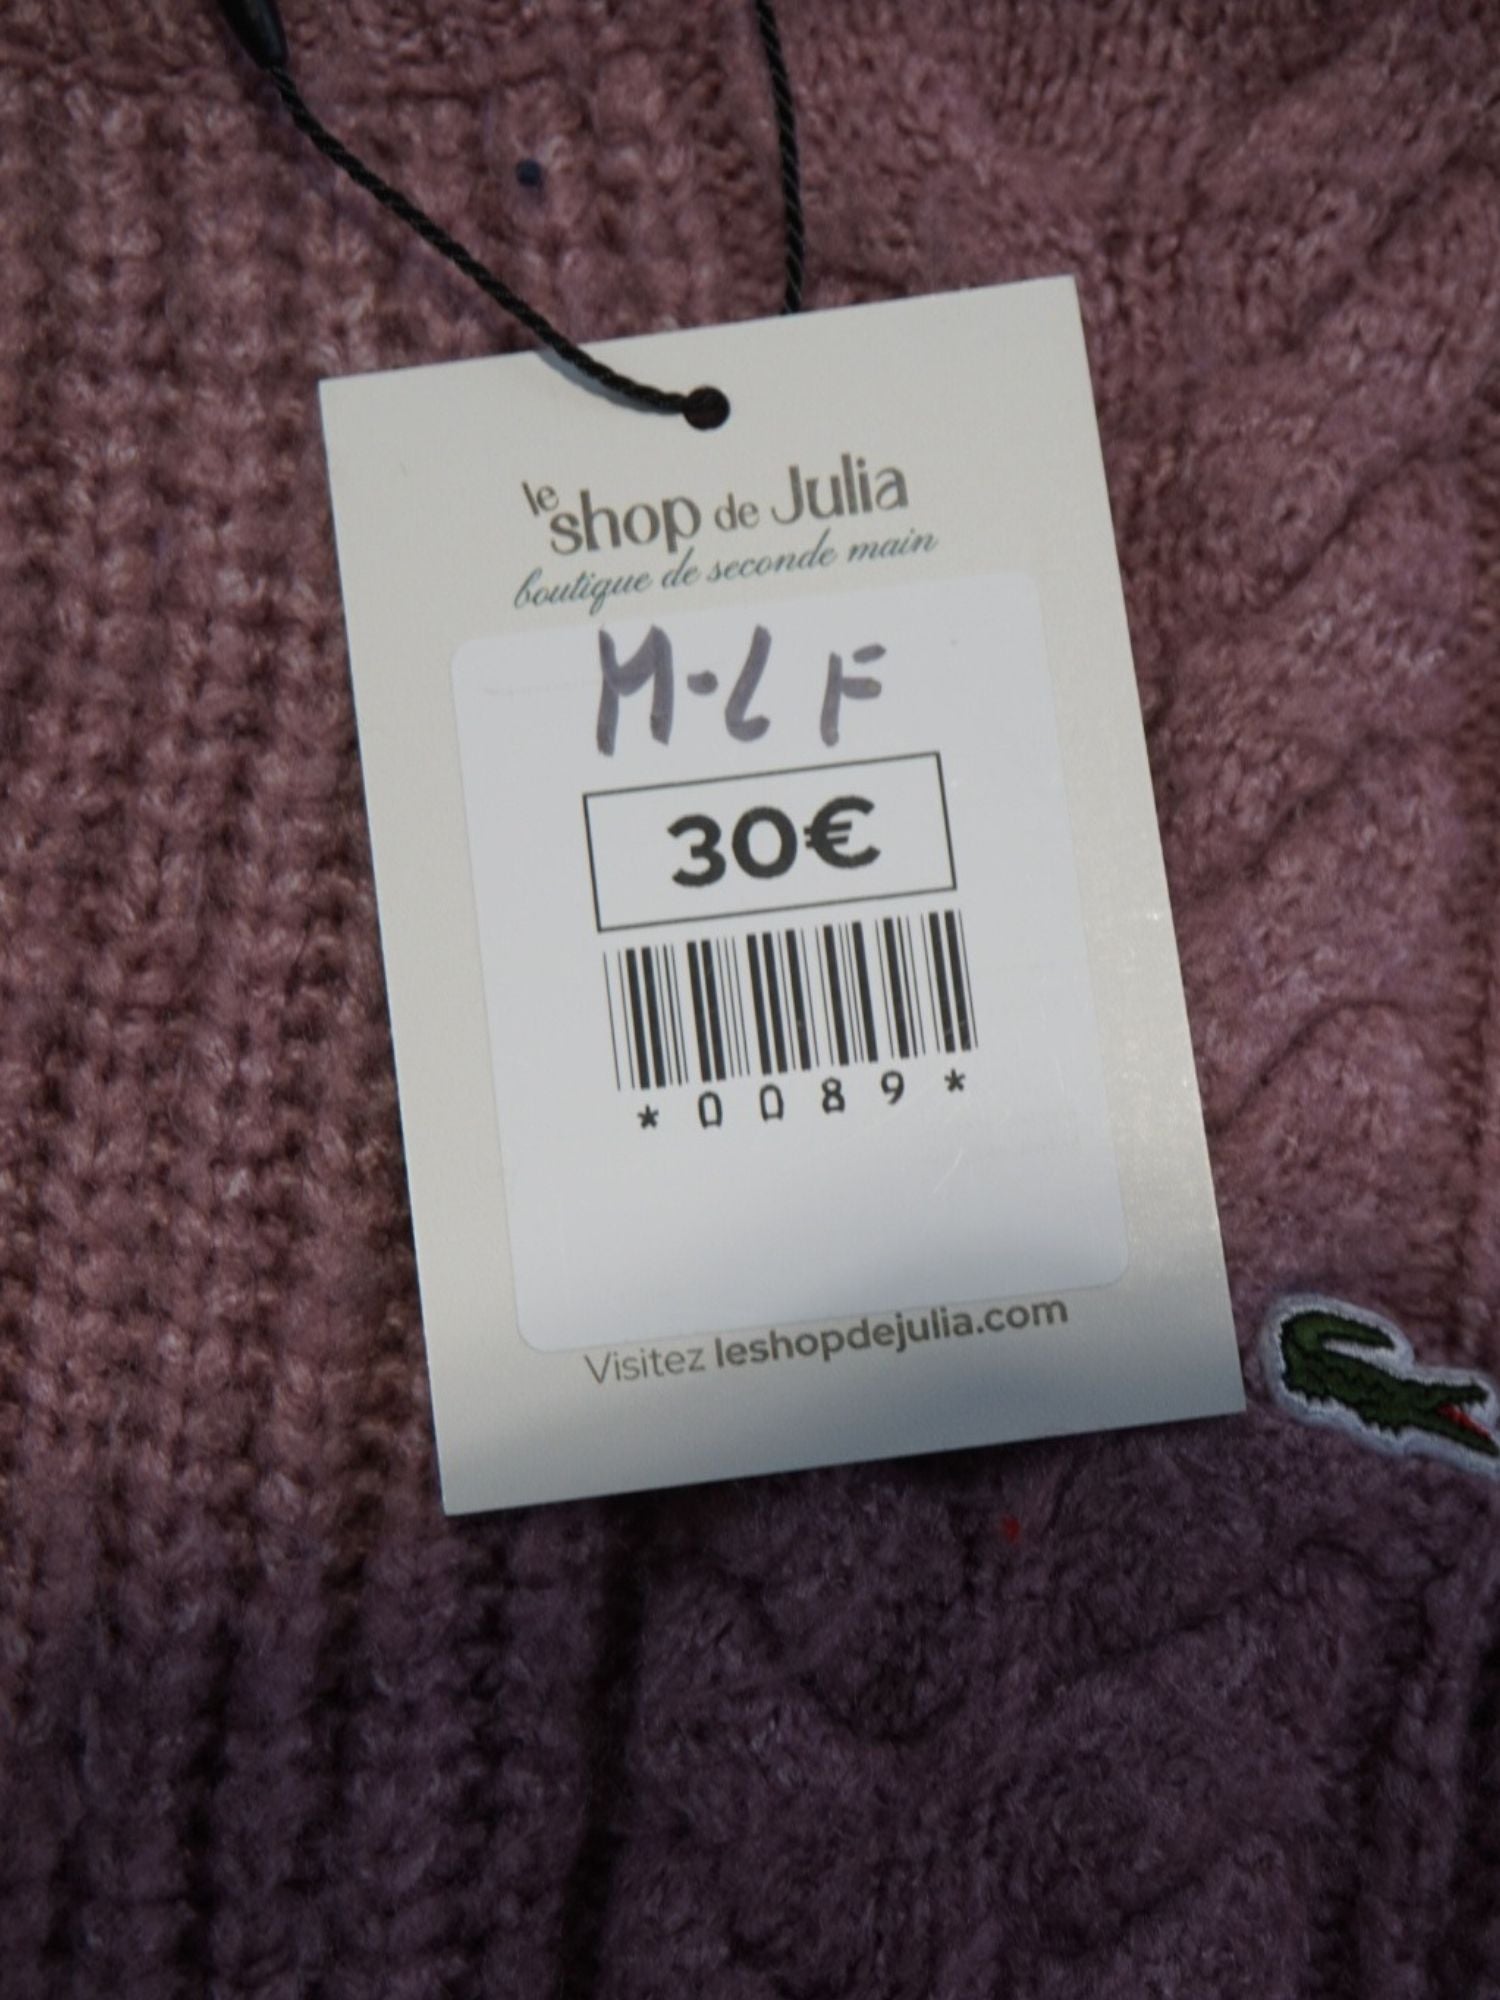 le shop de Julia
boutique de seconde main
M-L F
30€
*0089*
Visitez leshopdejulia.com